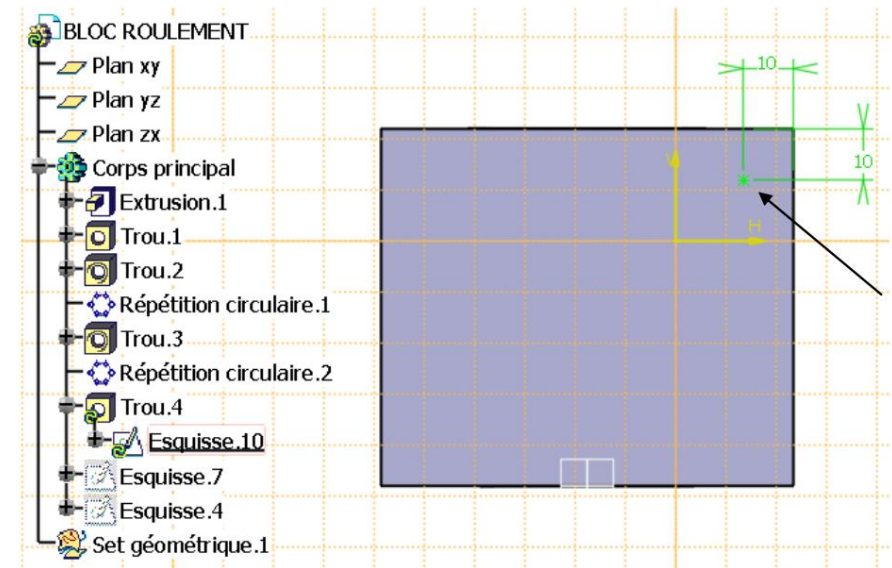 BLOC ROULEMENT
Plan xy
Plan yz
Plan zx
Corps principal
Extrusion.1
Trou.1
Trou.2
Répétition circulaire.1
Trou.3
Répétition circulaire.2
Trou.4
Esquisse.10
Esquisse.7
Esquisse.4
Set géométrique.1
10
10
V
H